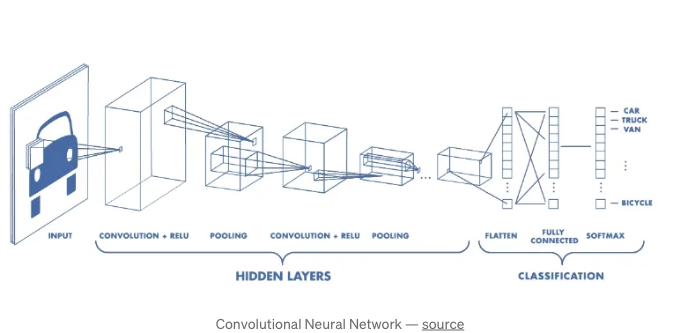 CAR
TRUCK
VAN
BICYCLE
INPUT
CONVOLUTION + RELU
POOLING
CONVOLUTION + RELU
POOLING
FLATTEN
FULLY
CONNECTED
SOFTMAX
HIDDEN LAYERS
CLASSIFICATION
Convolutional Neural Network — source